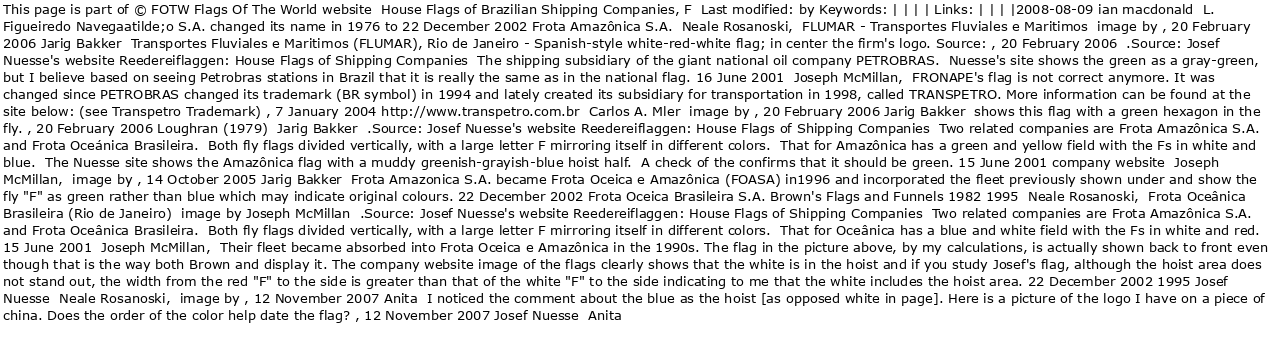 This page is part of © FOTW Flags Of The World website  House Flags of Brazilian Shipping Companies, F  Last modified: by Keywords: | | | | Links: | | | |2008-08-09 ian macdonald  L.
Figueiredo Navegaatilde;o S.A. changed its name in 1976 to 22 December 2002 Frota Amazônica S.A.  Neale Rosanoski,  FLUMAR - Transportes Fluviales e Maritimos  image by , 20 February
2006 Jarig Bakker  Transportes Fluviales e Maritimos (FLUMAR), Rio de Janeiro - Spanish-style white-red-white flag; in center the firm's logo. Source: , 20 February 2006  .Source: Josef
Nuesse's website Reedereiflaggen: House Flags of Shipping Companies  The shipping subsidiary of the giant national oil company PETROBRAS.  Nuesse's site shows the green as a gray-green,
but I believe based on seeing Petrobras stations in Brazil that it is really the same as in the national flag. 16 June 2001  Joseph McMillan,  FRONAPE's flag is not correct anymore. It was
changed since PETROBRAS changed its trademark (BR symbol) in 1994 and lately created its subsidiary for transportation in 1998, called TRANSPETRO. More information can be found at the
site below: (see Transpetro Trademark) , 7 January 2004 http://www.transpetro.com.br  Carlos A. Mler  image by , 20 February 2006 Jarig Bakker  shows this flag with a green hexagon in the
fly. , 20 February 2006 Loughran (1979)  Jarig Bakker  .Source: Josef Nuesse's website Reedereiflaggen: House Flags of Shipping Companies  Two related companies are Frota Amazônica S.A.
and Frota Oceánica Brasileira.  Both fly flags divided vertically, with a large letter F mirroring itself in different colors.  That for Amazônica has a green and yellow field with the Fs in white and
blue.  The Nuesse site shows the Amazônica flag with a muddy greenish-grayish-blue hoist half.  A check of the confirms that it should be green. 15 June 2001 company website  Joseph
McMillan,  image by , 14 October 2005 Jarig Bakker  Frota Amazonica S.A. became Frota Oceica e Amazônica (FOASA) in1996 and incorporated the fleet previously shown under and show the
fly "F" as green rather than blue which may indicate original colours. 22 December 2002 Frota Oceica Brasileira S.A. Brown's Flags and Funnels 1982 1995  Neale Rosanoski,  Frota Oceânica
Brasileira (Rio de Janeiro)  image by Joseph McMillan  .Source: Josef Nuesse's website Reedereiflaggen: House Flags of Shipping Companies  Two related companies are Frota Amazônica S.A.
and Frota Oceânica Brasileira.  Both fly flags divided vertically, with a large letter F mirroring itself in different colors.  That for Oceânica has a blue and white field with the Fs in white and red.
15 June 2001  Joseph McMillan,  Their fleet became absorbed into Frota Oceica e Amazônica in the 1990s. The flag in the picture above, by my calculations, is actually shown back to front even
though that is the way both Brown and display it. The company website image of the flags clearly shows that the white is in the hoist and if you study Josef's flag, although the hoist area does
not stand out, the width from the red "F" to the side is greater than that of the white "F" to the side indicating to me that the white includes the hoist area. 22 December 2002 1995 Josef
Nuesse  Neale Rosanoski,  image by , 12 November 2007 Anita  I noticed the comment about the blue as the hoist [as opposed white in page]. Here is a picture of the logo I have on a piece of
china. Does the order of the color help date the flag? , 12 November 2007 Josef Nuesse  Anita